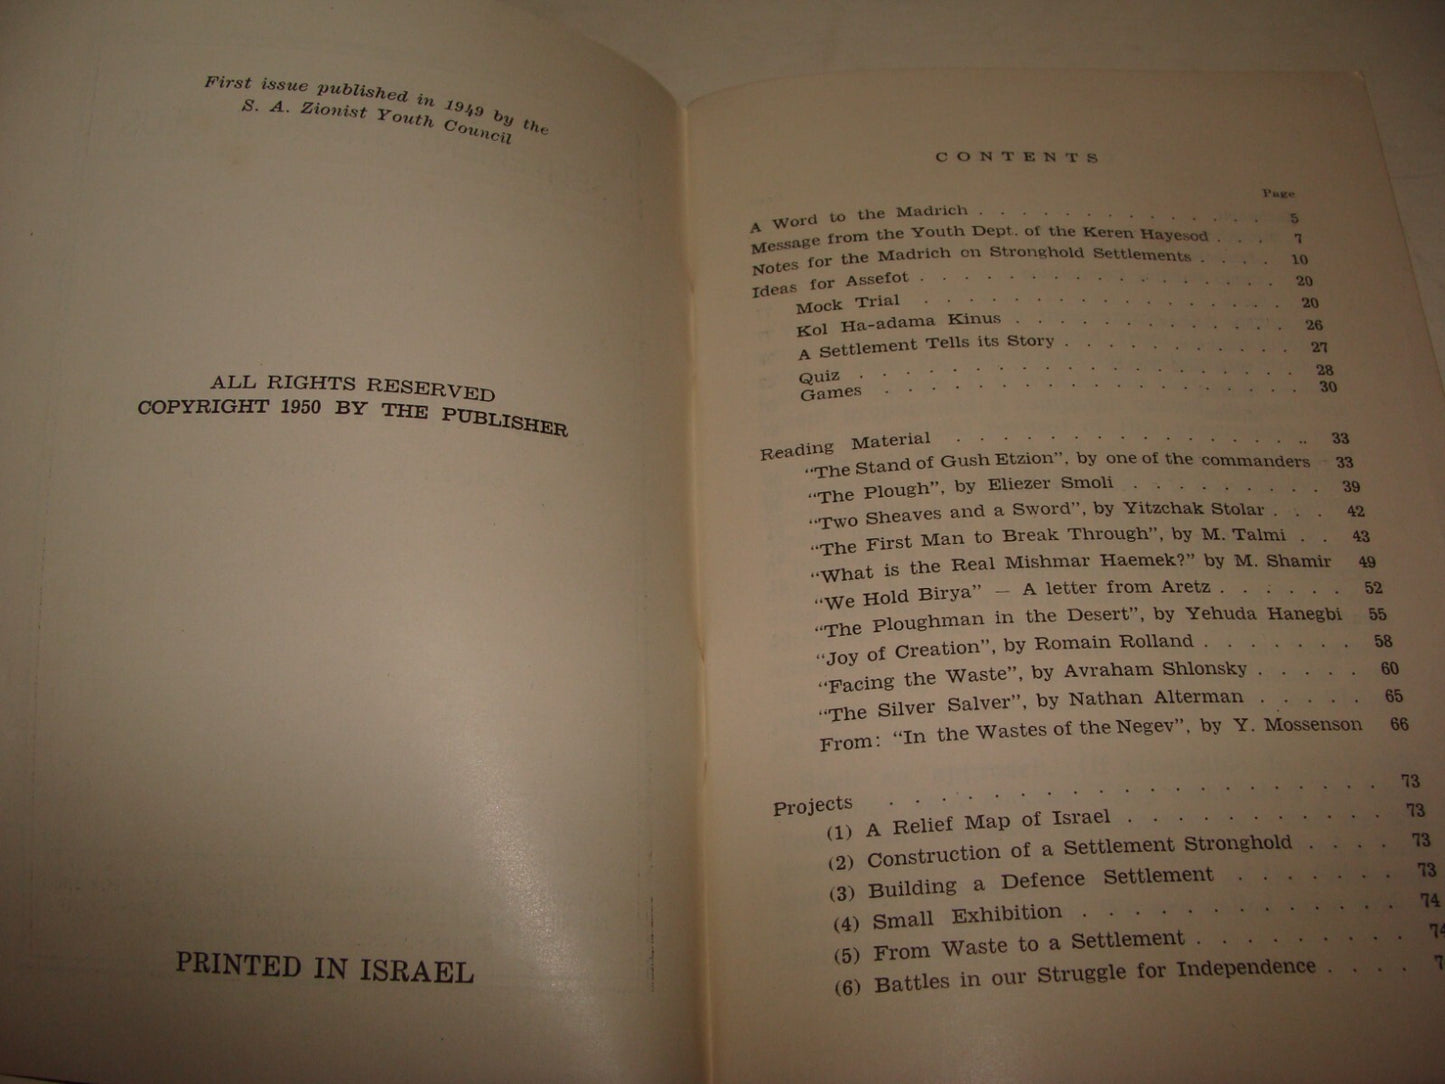 First issue published in 1949 by the
S. A. Zionist Youth Council
ALL RIGHTS RESERVED
COPYRIGHT 1950 BY THE PUBLISHER
PRINTED IN ISRAEL
CONTENTS
Page
A Word to the Madrich . . . . . . . . . . . . . 5
Message from the Youth Dept. of the Keren Hayesod . . . 7
Notes for the Madrich on Stronghold Settlements . . . . 10
Ideas for Assefot . . . . . . . . . . . . . . . . 20
Mock Trial . . . . . . . . . . . . . . . . 20
Kol Ha-adama Kinus . . . . . . . . . . . . . 26
A Settlement Tells its Story . . . . . . . . . . . 27
Quiz . . . . . . . . . . . . . . . . . . . . 28
Games . . . . . . . . . . . . . . . . . . . 30
Reading Material . . . . . . . . . . . . . . . .. 33
"The Stand of Gush Etzion", by one of the commanders 33
"The Plough", by Eliezer Smoli . . . . . . . . . 39
"Two Sheaves and a Sword", by Yitzchak Stolar . . . 42
"The First Man to Break Through", by M. Talmi . . 43
"What is the Real Mishmar Haemek?" by M. Shamir 49
"We Hold Birya" — A letter from Aretz . . . . . . 52
"The Ploughman in the Desert", by Yehuda Hanegbi 55
"Joy of Creation", by Romain Rolland . . . . . . . 58
"Facing the Waste", by Avraham Shlonsky . . . . . 60
"The Silver Salver", by Nathan Alterman . . . . . 65
From: "In the Wastes of the Negev", by Y. Mossenson 66
Projects . . . . . . . . . . . . . . . . . . . 73
(1) A Relief Map of Israel . . . . . . . . . . . 73
(2) Construction of a Settlement Stronghold . . . . 73
(3) Building a Defence Settlement . . . . . . . 73
(4) Small Exhibition . . . . . . . . . . . . . 74
(5) From Waste to a Settlement . . . . . . . . . 74
(6) Battles in our Struggle for Independence . . . .